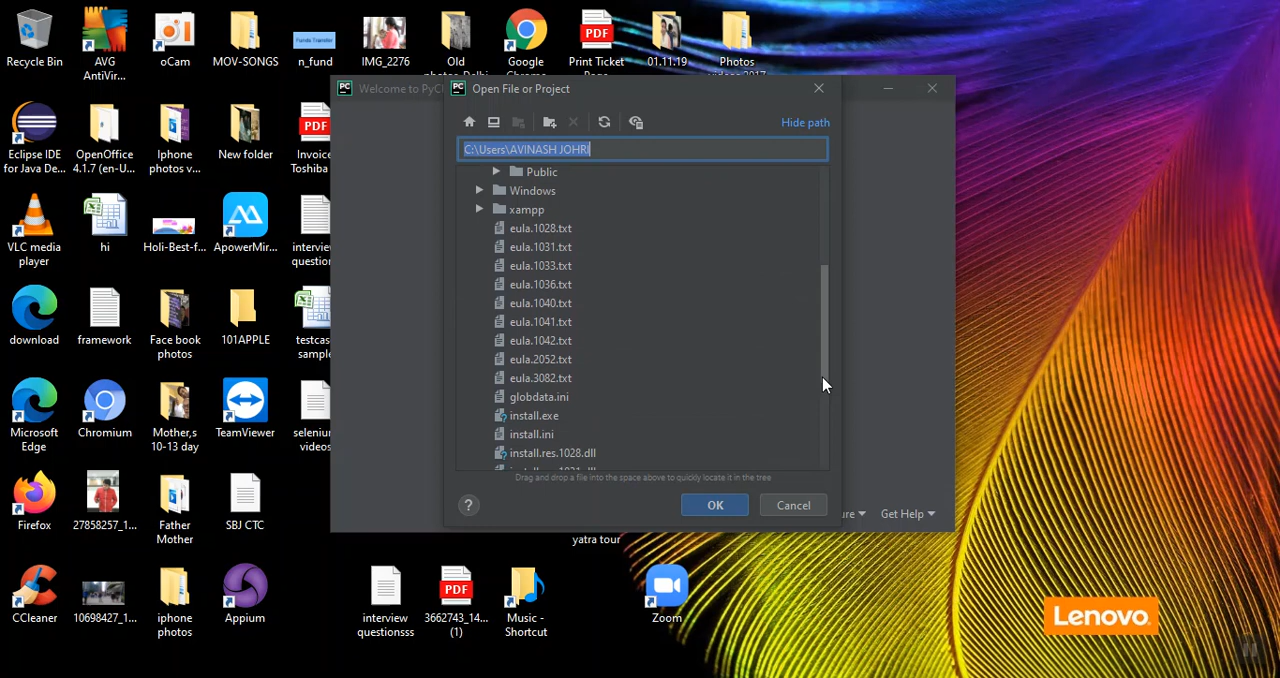 Recycle Bin
AVG
AntiVir...
oCam
MOV-SONGS
n_fund
IMG_2276
Old
Google
Print Ticket
01.11.19
Photos
PC
Welcome to PyC
PC
Open File or Project
Hide path
C:\Users\AVINASH JOHRI
Public
Windows
xampp
eula.1028.txt
eula.1031.txt
eula.1033.txt
eula.1036.txt
eula.1040.txt
eula.1041.txt
eula.1042.txt
eula.2052.txt
eula.3082.txt
globdata.ini
install.exe
install.ini
install.res.1028.dll
Drag and drop a file into the space above to quickly locate it in the tree
?
OK
Cancel
ure
Get Help
Eclipse IDE
for Java De...
OpenOffice
4.1.7 (en-U...
Iphone
photos v...
New folder
PDF
Invoice
Toshiba
VLC media
player
hi
Holi-Best-f...
ApowerMir...
interview
question
download
framework
Face book
photos
101APPLE
testcas
sample
Microsoft
Edge
Chromium
Mother,s
10-13 day
TeamViewer
seleniun
videos
Firefox
27858257_1...
Father
Mother
SBJ CTC
yatra tour
CCleaner
10698427_1...
iphone
photos
Appium
interview
questionsss
PDF
3662743_14...
(1)
Music -
Shortcut
Zoom
PDF
Lenovo.